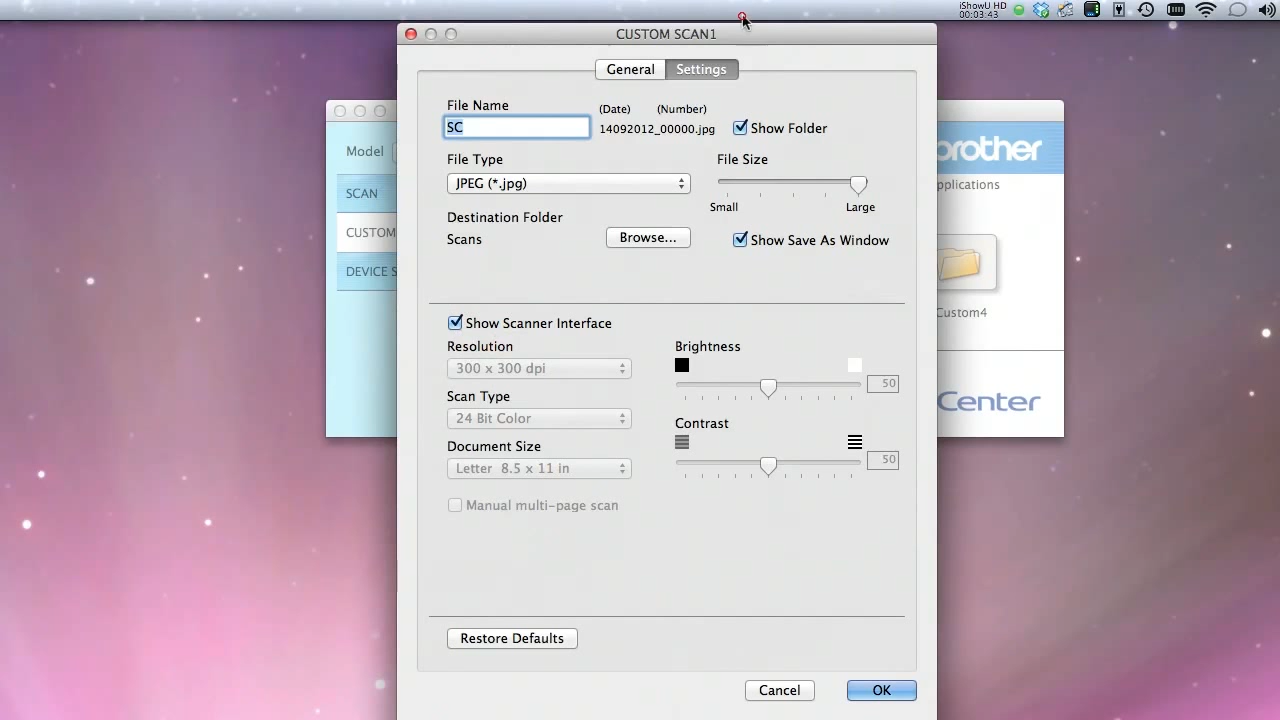 iShowU HD
00:03:43
CUSTOM SCAN1
General Settings
File Name (Date) (Number)
SC 14092012_00000.jpg Show Folder
File Type File Size
JPEG (*.jpg)
Small Large
Destination Folder
Scans Browse... Show Save As Window
Show Scanner Interface
Resolution Brightness
300 x 300 dpi 50
Scan Type
24 Bit Color Contrast
Document Size 50
Letter 8.5 x 11 in
Manual multi-page scan
Restore Defaults
Cancel OK
Model
SCAN
CUSTOM
DEVICE S
brother
pplications
Custom4
Center